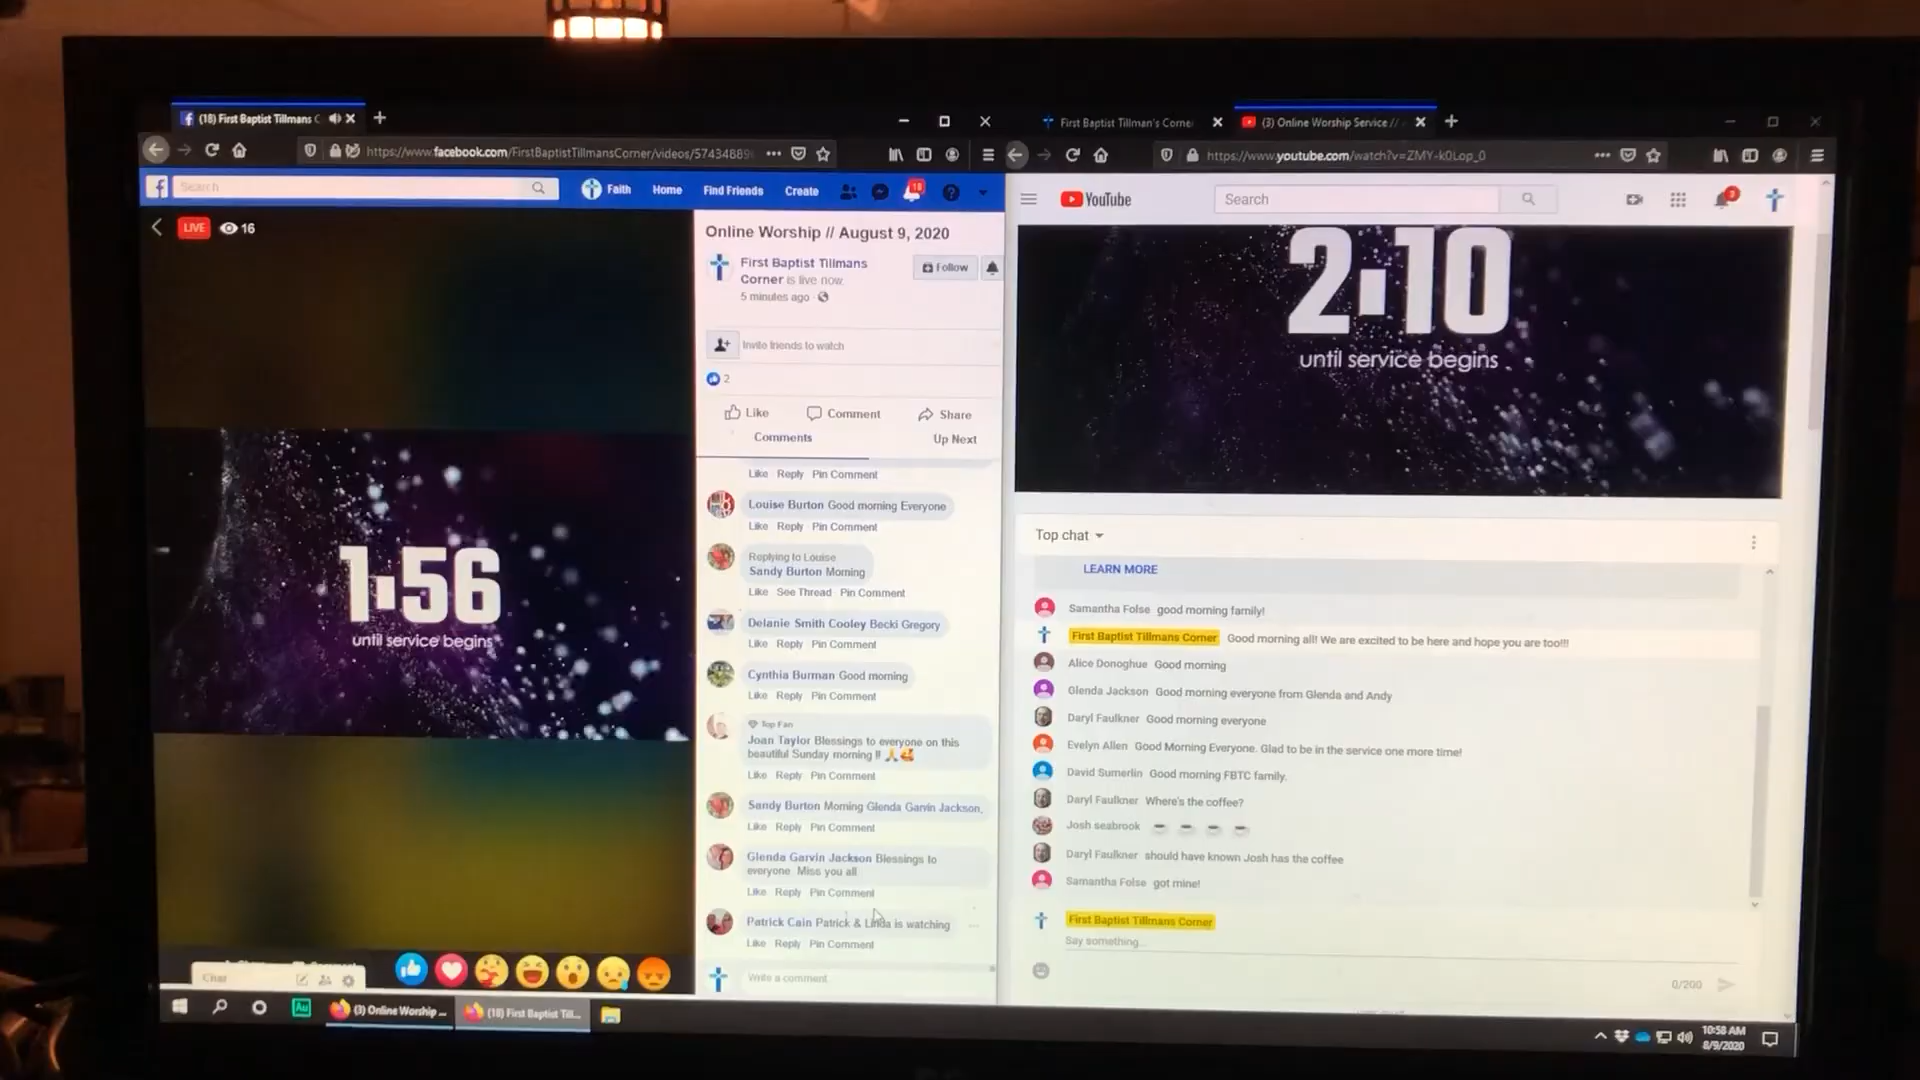 (18) First Baptist Tillmans C
https://www.facebook.com/FirstBaptistTillmansCorner/videos/57434889
Search
Faith
Home
Find Friends
Create
18
LIVE
16
1:56
until service begins
Online Worship // August 9, 2020
First Baptist Tillmans
Corner is live now.
5 minutes ago
Follow
Invite friends to watch
2
Like
Comment
Share
Comments
Up Next
Like Reply Pin Comment
Louise Burton Good morning Everyone
Like Reply Pin Comment
Replying to Louise
Sandy Burton Morning
Like See Thread Pin Comment
Delanie Smith Cooley Becki Gregory
Like Reply Pin Comment
Cynthia Burman Good morning
Like Reply Pin Comment
Top Fan
Joan Taylor Blessings to everyone on this
beautiful Sunday morning !! 🙏🥰
Like Reply Pin Comment
Sandy Burton Morning Glenda Garvin Jackson,
Like Reply Pin Comment
Glenda Garvin Jackson Blessings to
everyone Miss you all
Like Reply Pin Comment
Patrick Cain Patrick & Linda is watching
Like Reply Pin Comment
Write a comment
Chat
First Baptist Tillman's Corne
(3) Online Worship Service //
https://www.youtube.com/watch?v=ZMY-k0Lop_0
YouTube
Search
3
2:10
until service begins
Top chat
LEARN MORE
Samantha Folse good morning family!
First Baptist Tillmans Corner Good morning all! We are excited to be here and hope you are too!!!
Alice Donoghue Good morning
Glenda Jackson Good morning everyone from Glenda and Andy
Daryl Faulkner Good morning everyone
Evelyn Allen Good Morning Everyone. Glad to be in the service one more time!
David Sumerlin Good morning FBTC family.
Daryl Faulkner Where's the coffee?
Josh seabrook ☕ ☕ ☕ ☕
Daryl Faulkner should have known Josh has the coffee
Samantha Folse got mine!
First Baptist Tillmans Corner
Say something...
0/200
Au
(3) Online Worship ...
(18) First Baptist Till...
10:58 AM
8/9/2020